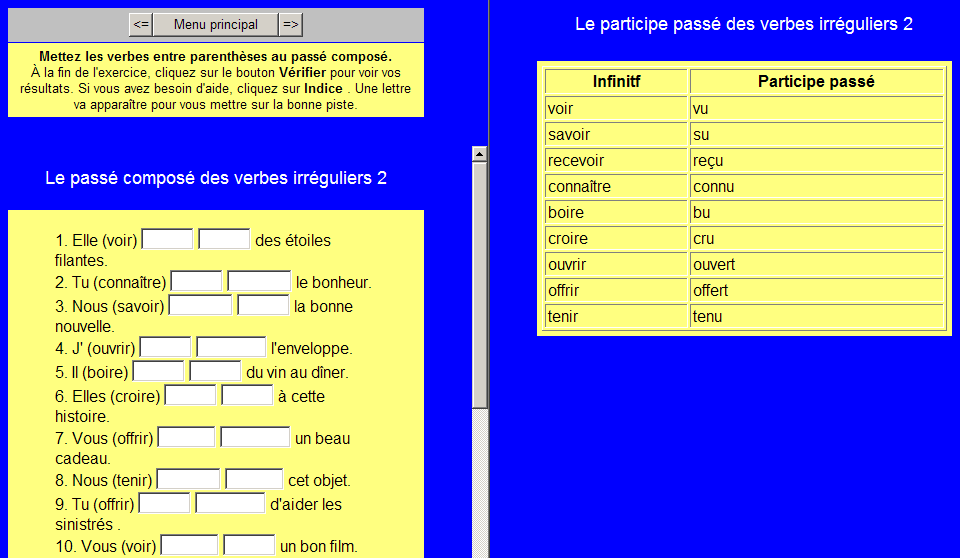 <= Menu principal =>
Mettez les verbes entre parenthèses au passé composé.
À la fin de l'exercice, cliquez sur le bouton Vérifier pour voir vos
résultats. Si vous avez besoin d'aide, cliquez sur Indice . Une lettre
va apparaître pour vous mettre sur la bonne piste.
Le passé composé des verbes irréguliers 2
1. Elle (voir) des étoiles
filantes.
2. Tu (connaître) le bonheur.
3. Nous (savoir) la bonne
nouvelle.
4. J' (ouvrir) l'enveloppe.
5. Il (boire) du vin au dîner.
6. Elles (croire) à cette
histoire.
7. Vous (offrir) un beau
cadeau.
8. Nous (tenir) cet objet.
9. Tu (offrir) d'aider les
sinistrés .
10. Vous (voir) un bon film.
Le participe passé des verbes irréguliers 2
Infinitf Participe passé
voir vu
savoir su
recevoir reçu
connaître connu
boire bu
croire cru
ouvrir ouvert
offrir offert
tenir tenu